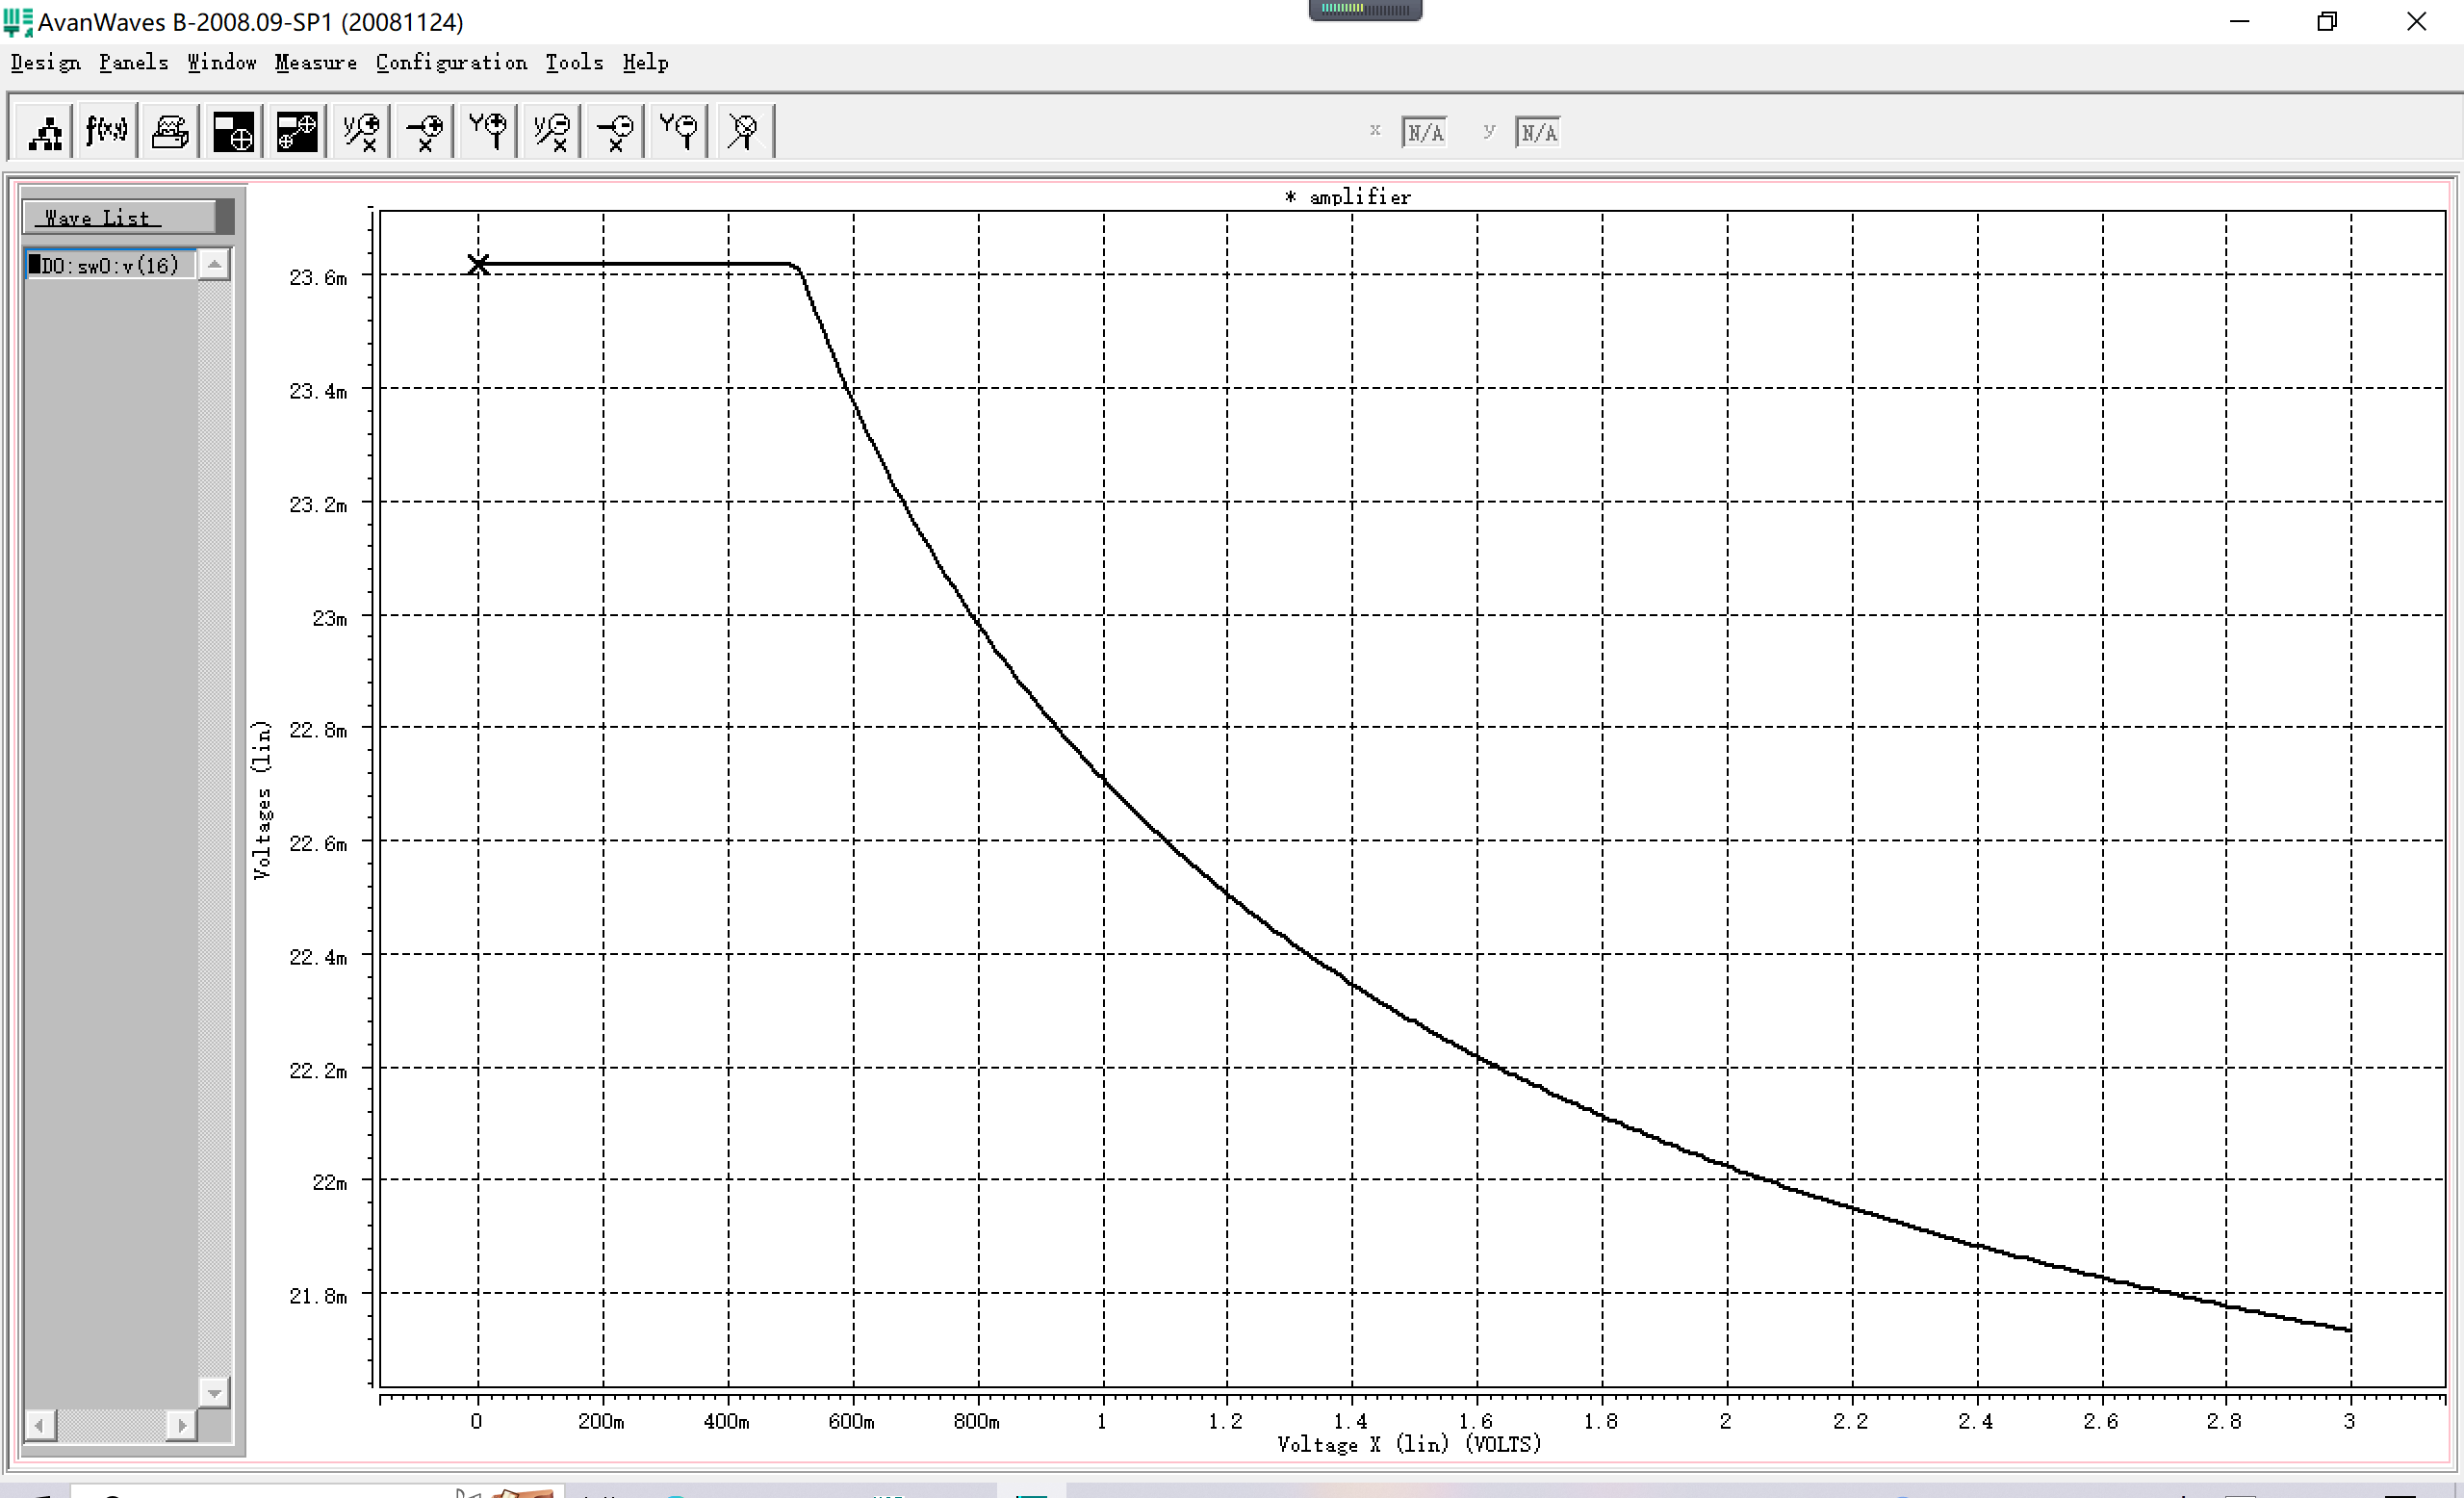 AvanWaves B-2008.09-SP1 (20081124)
Design Panels Window Measure Configuration Tools Help
f(x,y)
x N/A y N/A
Wave List
D0:sw0:v(16)
* amplifier
Voltages (lin)
23.6m
23.4m
23.2m
23m
22.8m
22.6m
22.4m
22.2m
22m
21.8m
0 200m 400m 600m 800m 1 1.2 1.4 1.6 1.8 2 2.2 2.4 2.6 2.8 3
Voltage X (lin) (VOLTS)